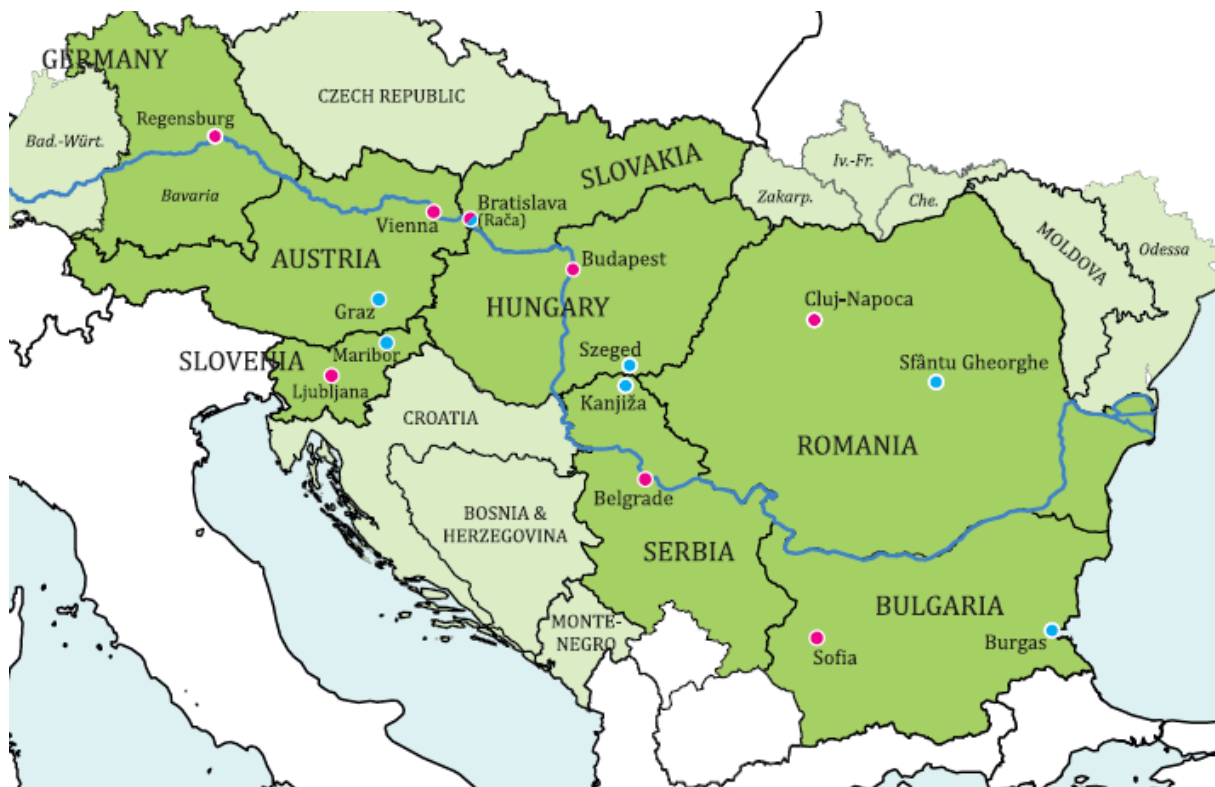 GERMANY
CZECH REPUBLIC
Regensburg
Bad.-Würt.
Bavaria
SLOVAKIA
Iv.-Fr.
Zakarp.
Che.
Bratislava
(Rača)
Vienna
MOLDOVA
Odessa
AUSTRIA
Budapest
HUNGARY
Graz
Cluj-Napoca
Szeged
Maribor
SLOVENIA
Sfântu Gheorghe
Ljubljana
Kanjiža
CROATIA
ROMANIA
Belgrade
BOSNIA &
HERZEGOVINA
SERBIA
BULGARIA
MONTE-
NEGRO
Burgas
Sofia